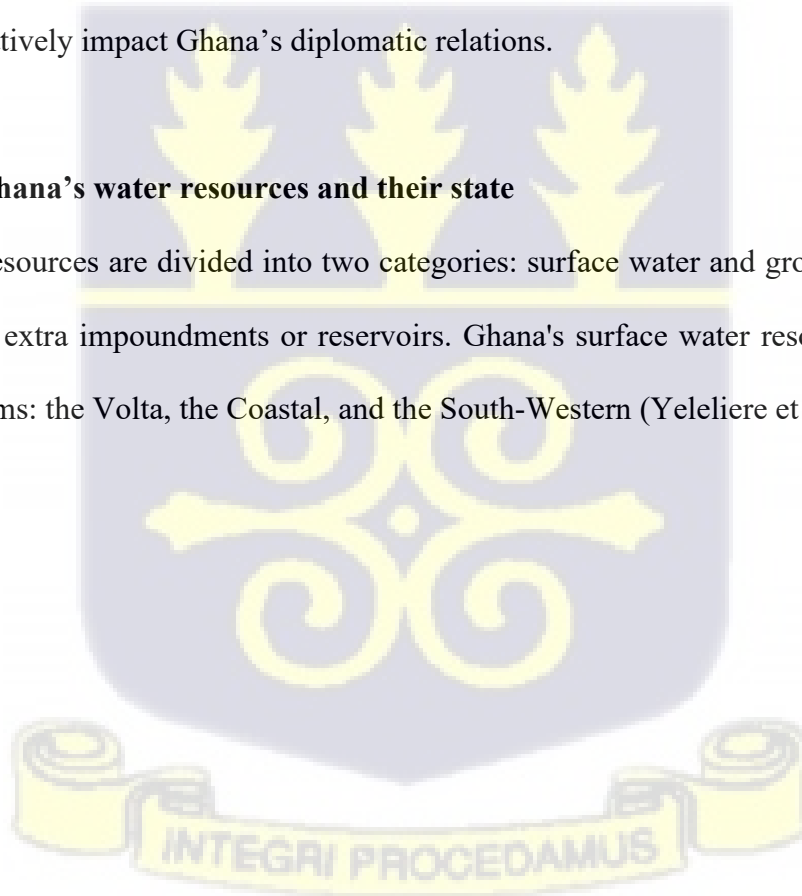 tively impact Ghana’s diplomatic relations.
hana’s water resources and their state
esources are divided into two categories: surface water and gro
extra impoundments or reservoirs. Ghana's surface water reso
ms: the Volta, the Coastal, and the South-Western (Yeleliere et
INTEGRI PROCEDAMUS